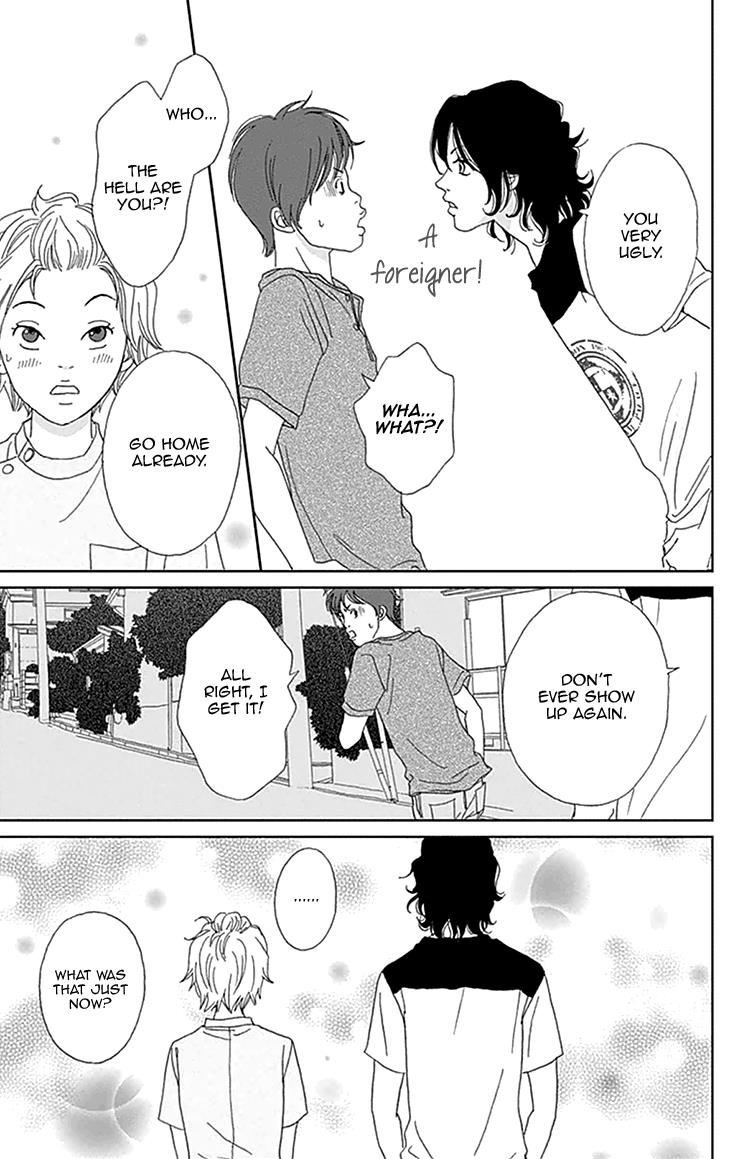 YOU
VERY
UGLY.
A
foreigner!
WHA...
WHAT?!
WHO...
THE
HELL ARE
YOU?!
GO HOME
ALREADY.
DON'T
EVER SHOW
UP AGAIN.
ALL
RIGHT, I
GET IT!
......
WHAT WAS
THAT JUST
NOW?